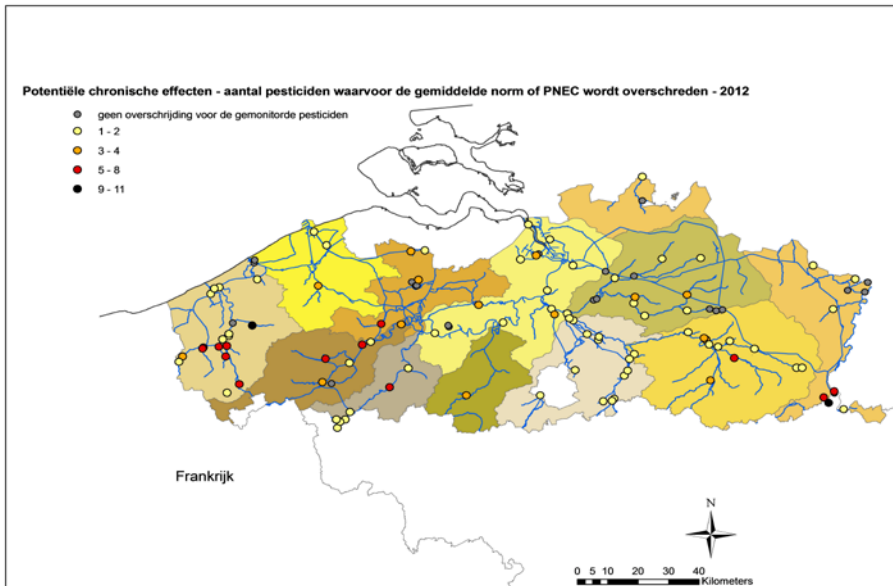 Potentiële chronische effecten - aantal pesticiden waarvoor de gemiddelde norm of PNEC wordt overschreden - 2012
geen overschrijding voor de gemonitorde pesticiden
1 - 2
3 - 4
5 - 8
9 - 11
Frankrijk
N
0 5 10 20 30 40
Kilometers